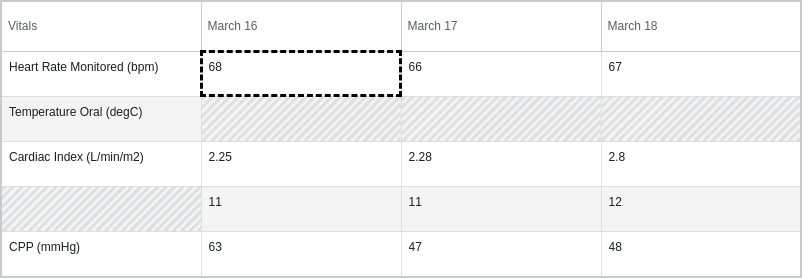 Vitals March 16 March 17 March 18
Heart Rate Monitored (bpm) 68 66 67
Temperature Oral (degC)
Cardiac Index (L/min/m2) 2.25 2.28 2.8
11 11 12
CPP (mmHg) 63 47 48